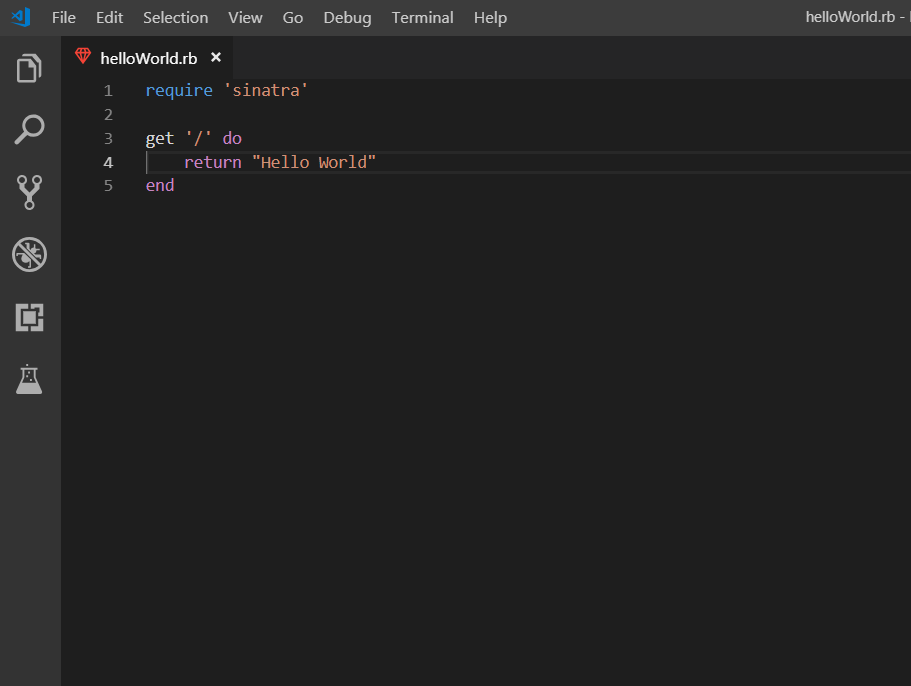 File Edit Selection View Go Debug Terminal Help helloWorld.rb -
helloWorld.rb ×
1 require 'sinatra'
2
3 get '/' do
4     return "Hello World"
5 end